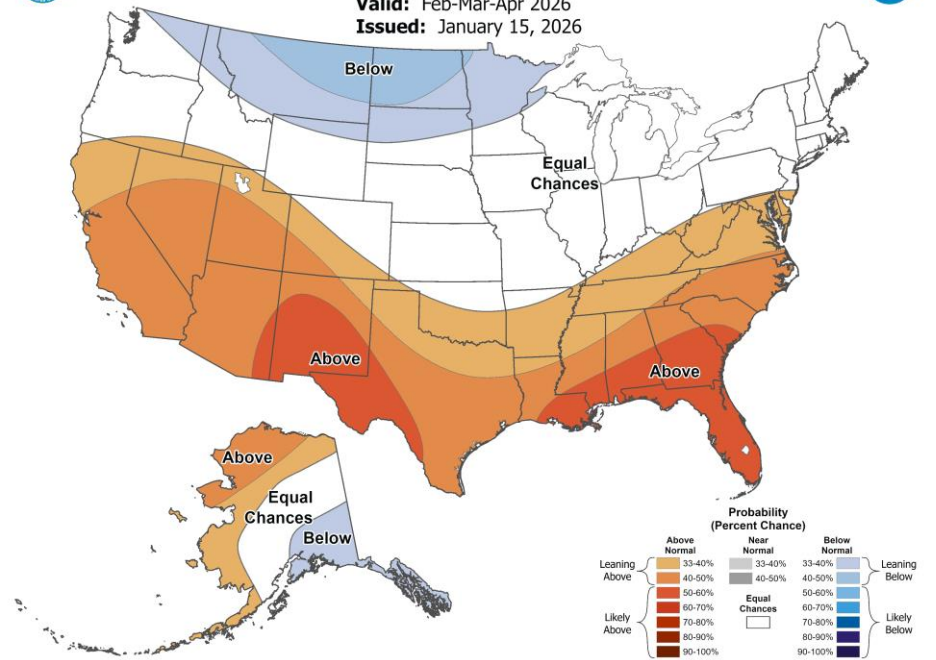 Valid: Feb-Mar-Apr 2026
Issued: January 15, 2026
Below
Equal
Chances
Above
Above
Above
Equal
Chances
Below
Probability
(Percent Chance)
Above
Normal
Near
Normal
Below
Normal
Leaning
Above
33-40%
40-50%
33-40%
40-50%
33-40%
40-50%
Leaning
Below
Likely
Above
50-60%
60-70%
70-80%
80-90%
90-100%
Equal
Chances
50-60%
60-70%
70-80%
80-90%
90-100%
Likely
Below